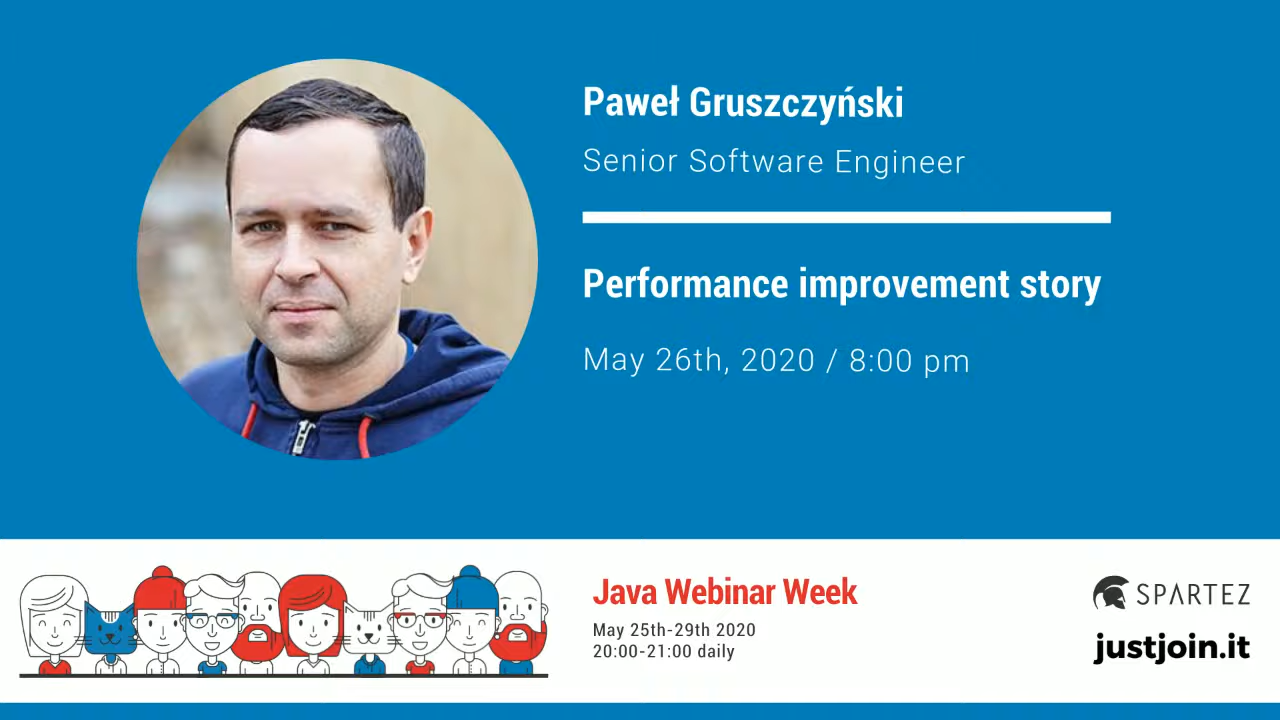 Paweł Gruszczyński
Senior Software Engineer
Performance improvement story
May 26th, 2020 / 8:00 pm
Java Webinar Week
May 25th-29th 2020
20:00-21:00 daily
SPARTEZ
justjoin.it